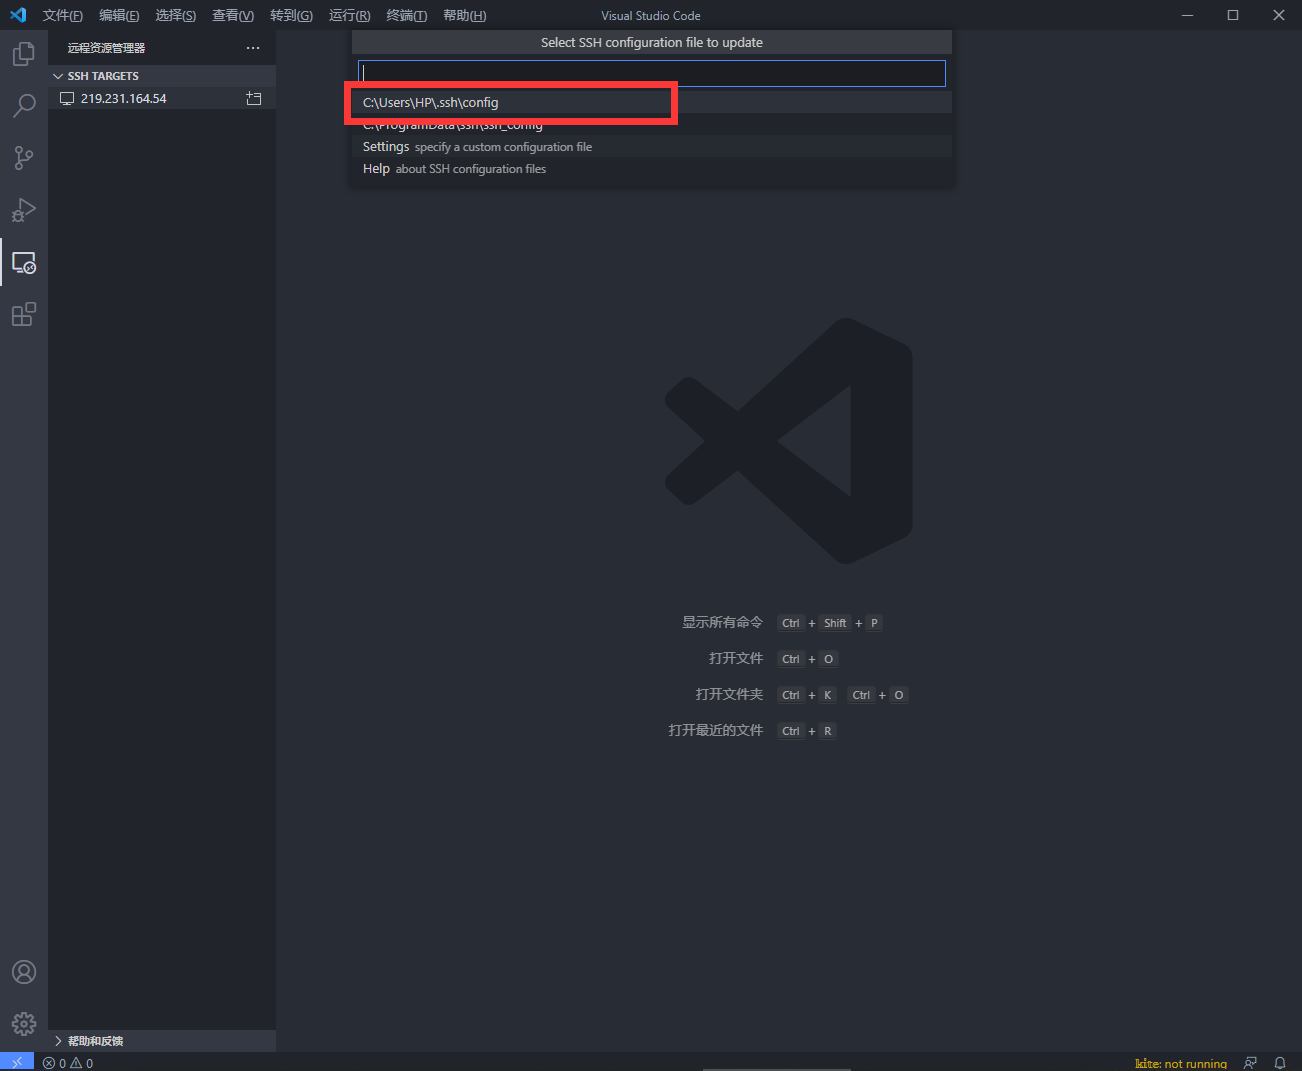 文件(F) 编辑(E) 选择(S) 查看(V) 转到(G) 运行(R) 终端(T) 帮助(H) Visual Studio Code
远程资源管理器
SSH TARGETS
219.231.164.54
Select SSH configuration file to update
C:\Users\HP\.ssh\config
C:\ProgramData\ssh\ssh_config
Settings specify a custom configuration file
Help about SSH configuration files
显示所有命令 Ctrl + Shift + P
打开文件 Ctrl + O
打开文件夹 Ctrl + K Ctrl + O
打开最近的文件 Ctrl + R
帮助和反馈
0 0
kite: not running